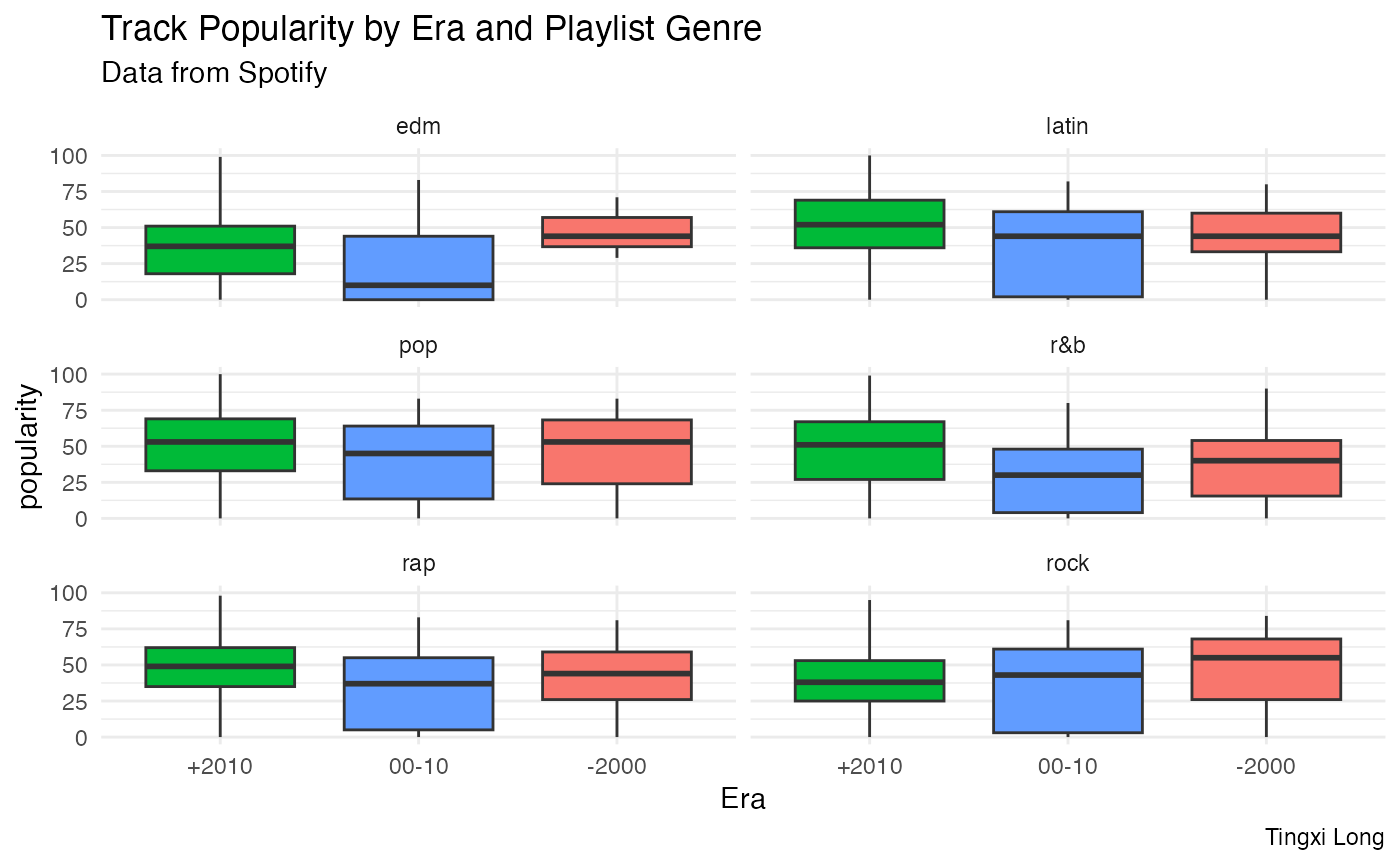 Track Popularity by Era and Playlist Genre
Data from Spotify
edm
latin
100
75
50
25
0
pop
r&b
100
75
50
25
0
popularity
rap
rock
100
75
50
25
0
+2010
00-10
-2000
+2010
00-10
-2000
Era
Tingxi Long